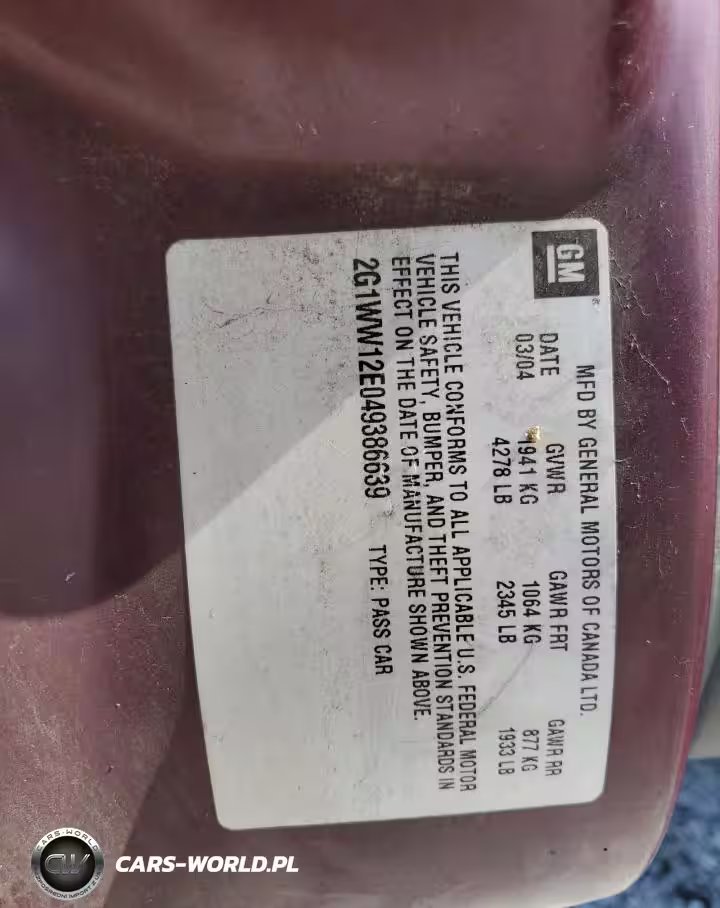 GM
MFD BY GENERAL MOTORS OF CANADA LTD.
DATE GVWR GAWR FRT GAWR RR
03/04 1941 KG 1064 KG 877 KG
4278 LB 2345 LB 1933 LB
THIS VEHICLE CONFORMS TO ALL APPLICABLE U.S. FEDERAL MOTOR
VEHICLE SAFETY, BUMPER, AND THEFT PREVENTION STANDARDS IN
EFFECT ON THE DATE OF MANUFACTURE SHOWN ABOVE.
2G1WW12E049386639 TYPE: PASS CAR
CARS-WORLD
CW
CARS-WORLD.PL